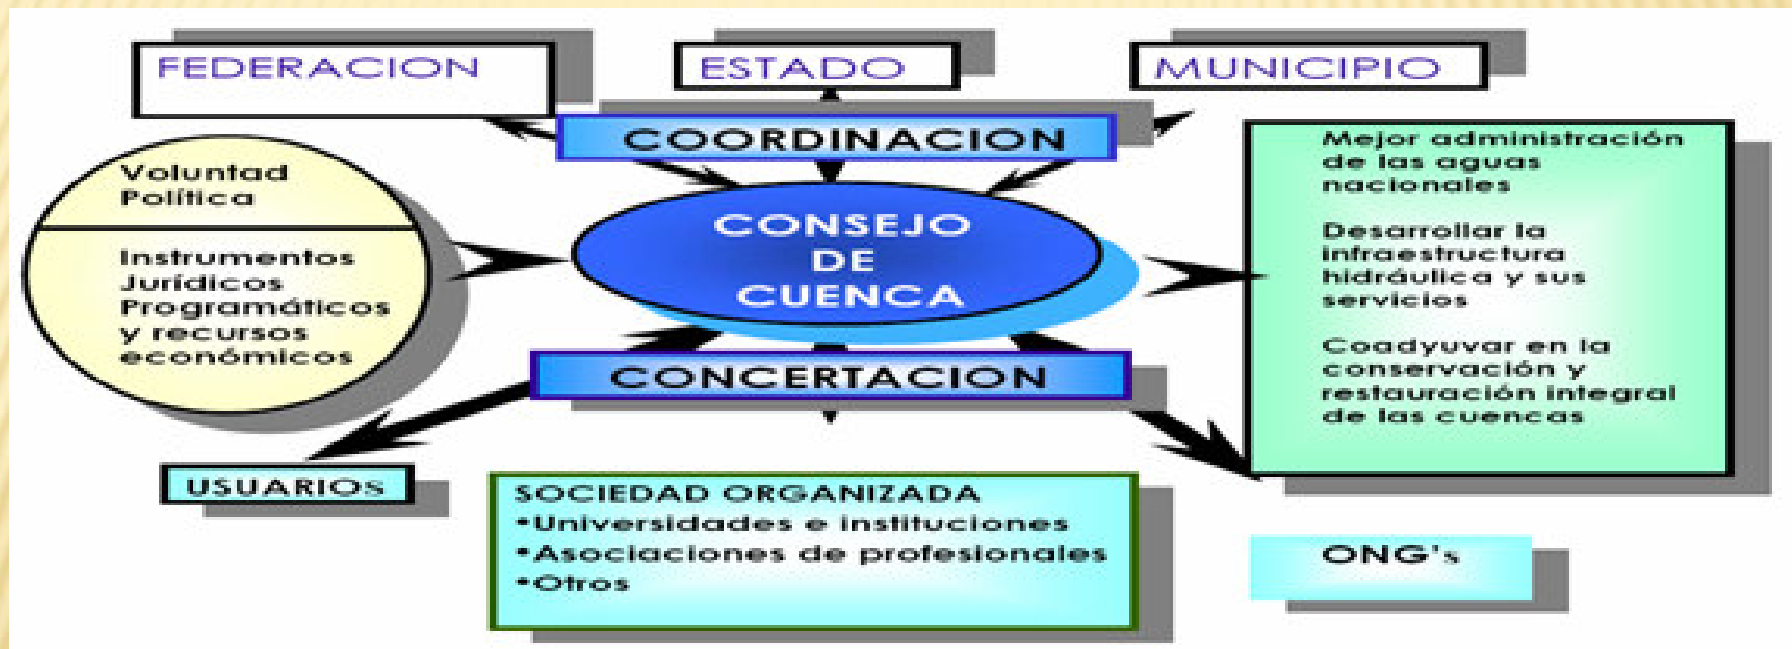 FEDERACION
ESTADO
MUNICIPIO
COORDINACION
Voluntad
Política
Instrumentos
Jurídicos
Programáticos
y recursos
económicos
CONSEJO
DE
CUENCA
Mejor administración
de las aguas
nacionales
Desarrollar la
infraestructura
hidráulica y sus
servicios
Coadyuvar en la
conservación y
restauración integral
de las cuencas
CONCERTACION
USUARIOs
SOCIEDAD ORGANIZADA
•Universidades e instituciones
•Asociaciones de profesionales
•Otros
ONG's